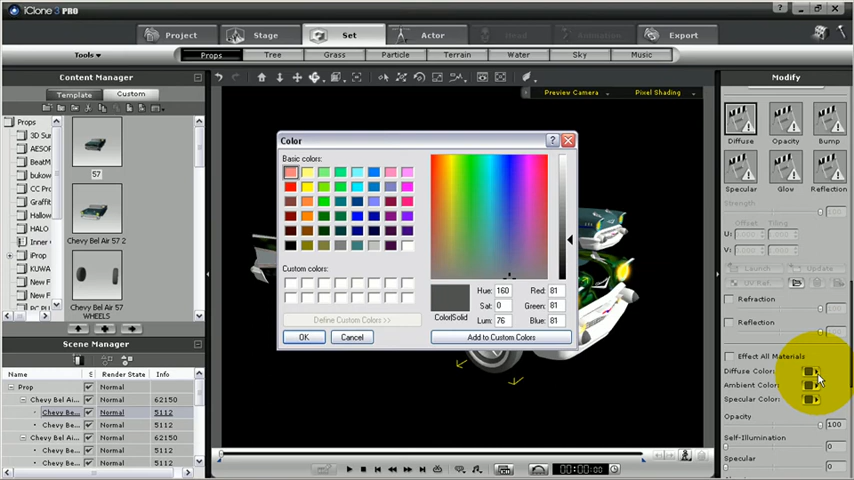 iClone 3 PRO
Project
Stage
Set
Actor
Head
Animation
Export
Tools
Props
Tree
Grass
Particle
Terrain
Water
Sky
Music
Content Manager
Template
Custom
Props
3D Sur
AESOF
BeatM
bukow
CC Pro
Graffit
Hallow
HALO
Inner
iProp
KUWA
New F
New F
New F
57
Chevy Bel Air 57 2
Chevy Bel Air 57
WHEELS
Scene Manager
Name
S
Render State
Info
Prop
Normal
Chevy Bel Ai...
Normal
62150
Chevy Be...
Normal
5112
Chevy Be...
Normal
5112
Chevy Bel Ai...
Normal
62150
Chevy Be...
Normal
5112
Chevy Be...
Normal
5112
Preview Camera
Pixel Shading
Color
Basic colors:
Custom colors:
Define Custom Colors >>
OK
Cancel
Color|Solid
Hue: 160
Sat: 0
Lum: 76
Red: 81
Green: 81
Blue: 81
Add to Custom Colors
00:00:00
Modify
Diffuse
Opacity
Bump
Specular
Glow
Reflection
Strength
100
Offset
Tiling
U:
V:
Launch
Update
UV Ref.
Refraction
100
Reflection
100
Effect All Materials
Diffuse Color:
Ambient Color:
Specular Color:
Opacity
100
Self-Illumination
0
Specular
0